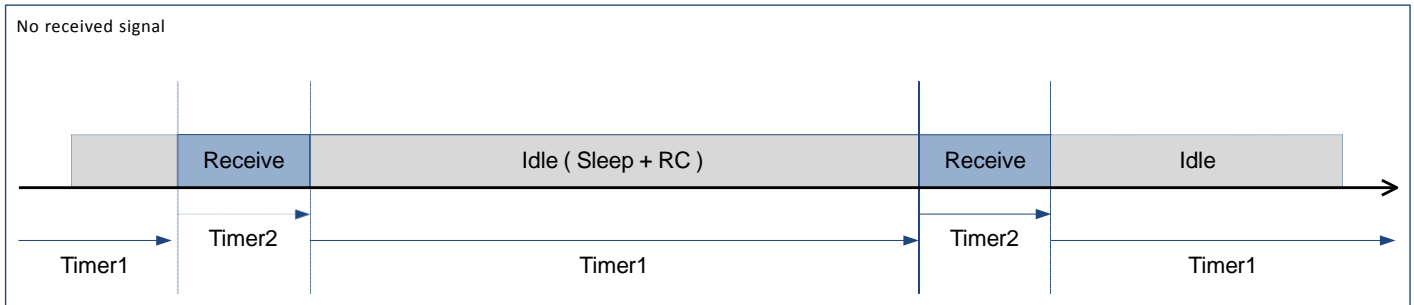 No received signal
Receive
Idle ( Sleep + RC )
Receive
Idle
Timer2
Timer2
Timer1
Timer1
Timer1